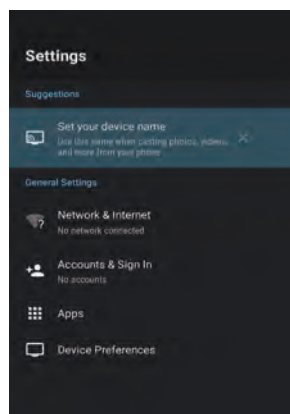 Settings
Suggestions
Set your device name
Use this name when casting photos, videos,
and more from your phone
General Settings
Network & Internet
No network connected
Accounts & Sign In
No accounts
Apps
Device Preferences